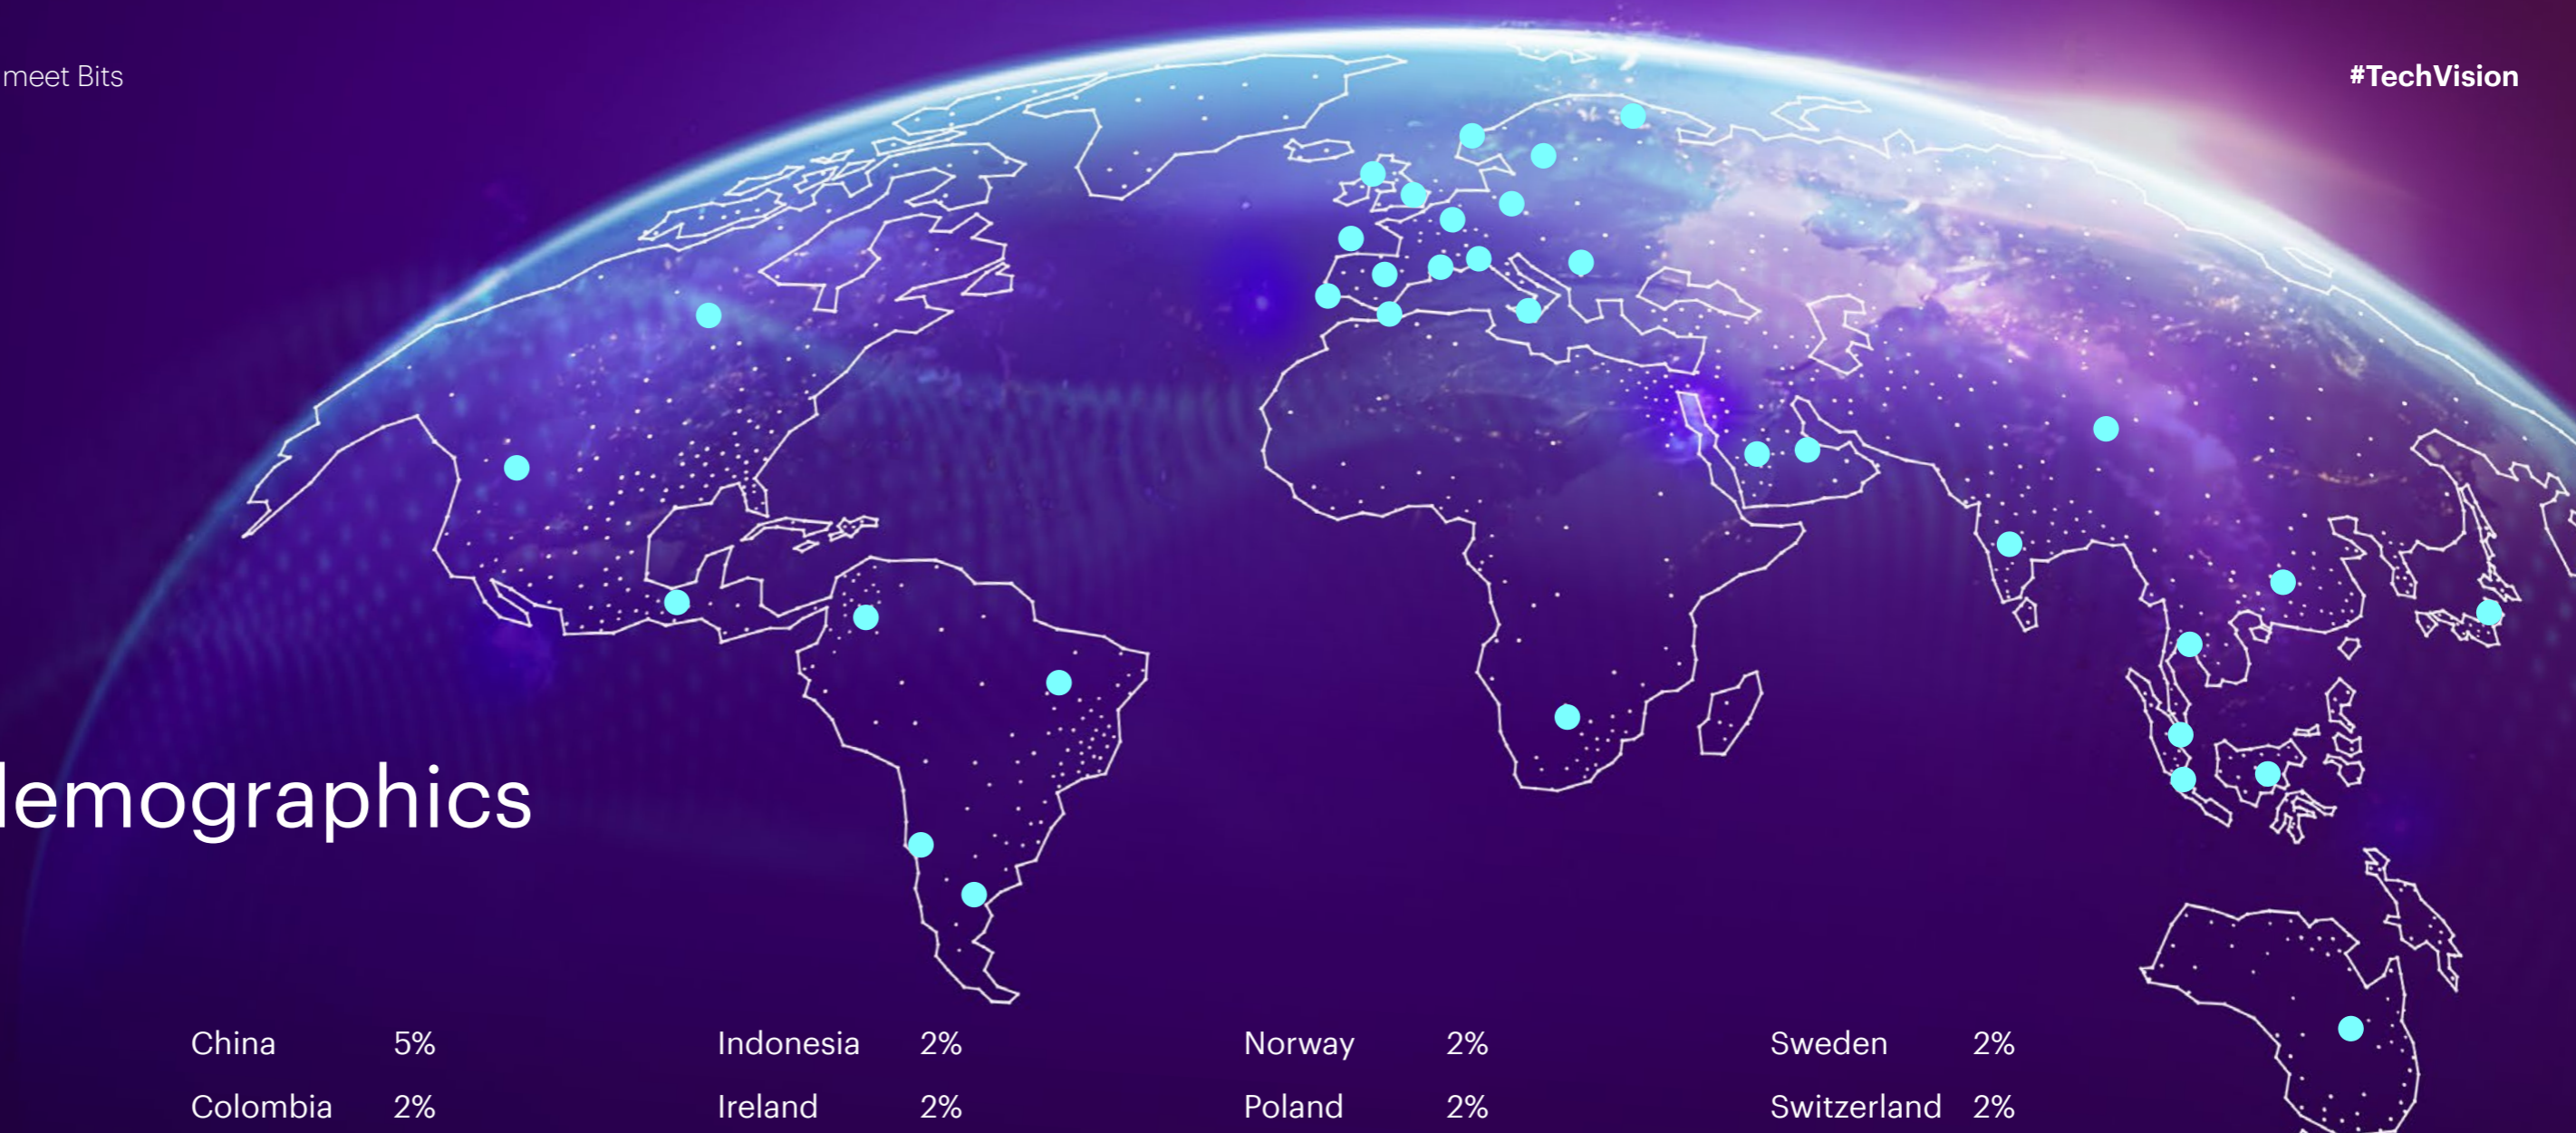 meet Bits
#TechVision
demographics
China 5% Indonesia 2% Norway 2% Sweden 2%
Colombia 2% Ireland 2% Poland 2% Switzerland 2%